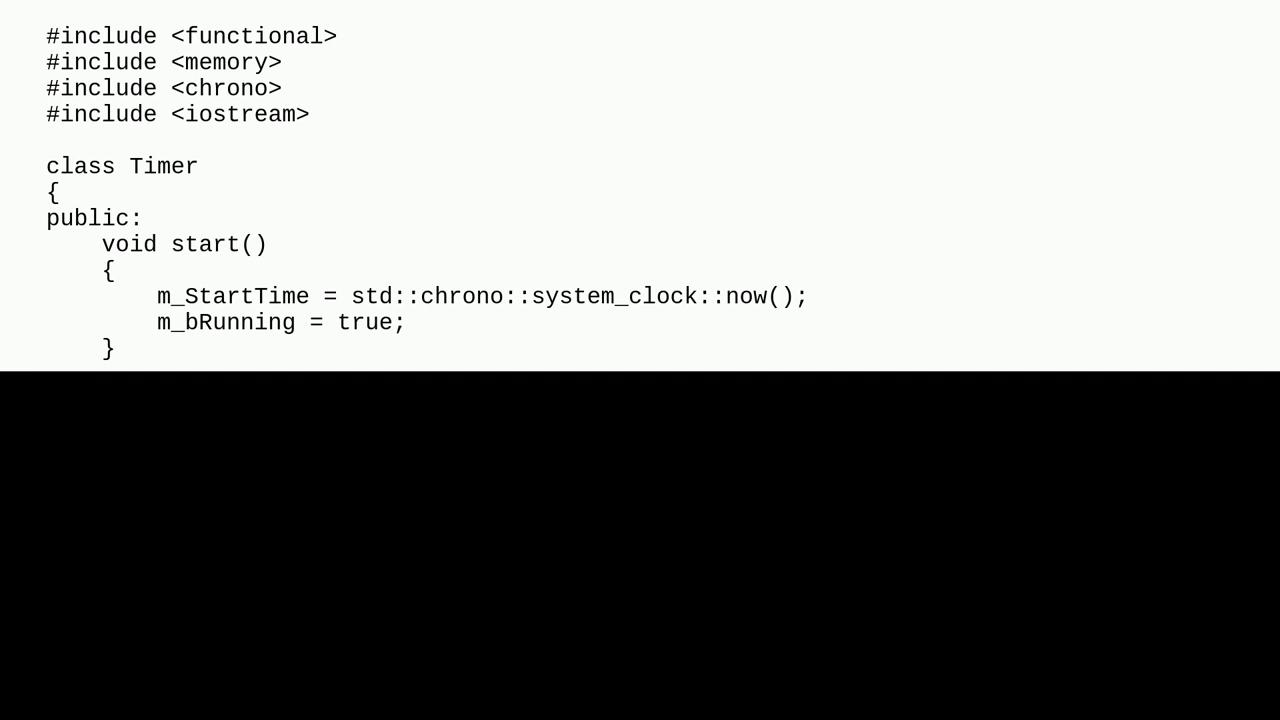 #include <functional>
#include <memory>
#include <chrono>
#include <iostream>

class Timer
{
public:
    void start()
    {
        m_StartTime = std::chrono::system_clock::now();
        m_bRunning = true;
    }